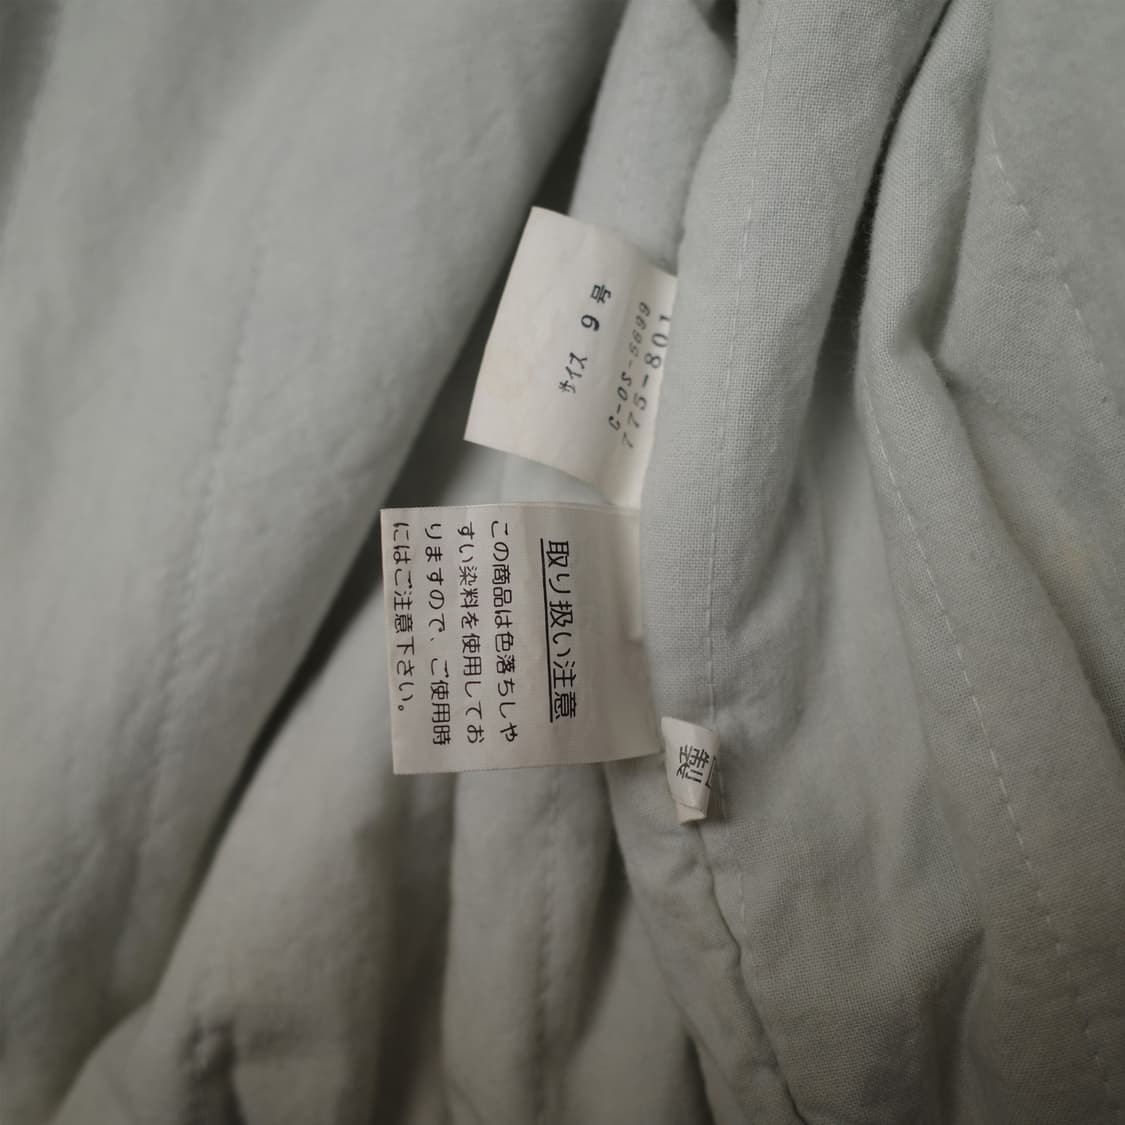 サイズ 9 号
C-OS-5699
775-801
取り扱い注意
この商品は色落ちしや
すい染料を使用してお
りますので、ご使用時
にはご注意下さい。
製